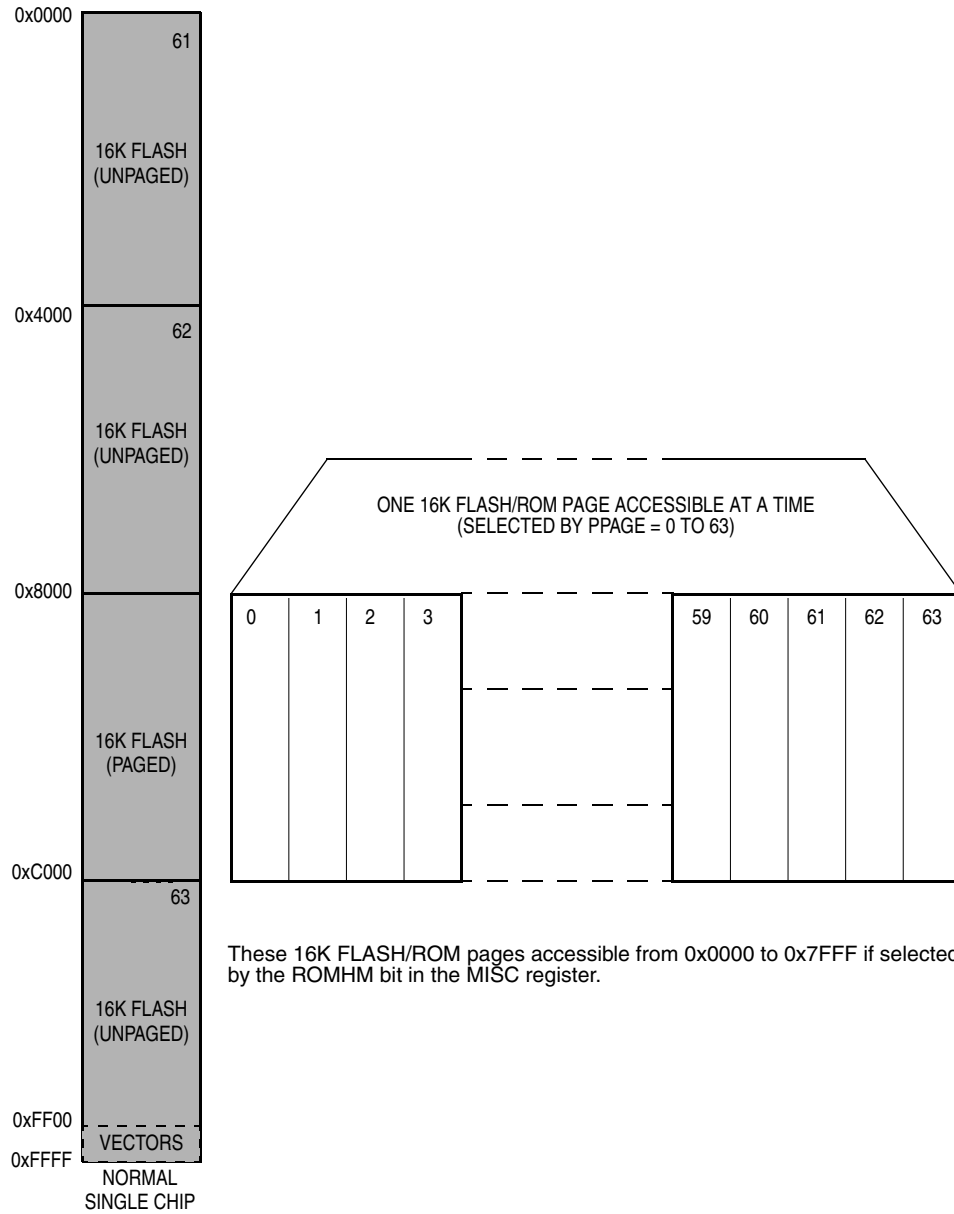 0x0000
61
16K FLASH
(UNPAGED)
0x4000
62
16K FLASH
(UNPAGED)
ONE 16K FLASH/ROM PAGE ACCESSIBLE AT A TIME
(SELECTED BY PPAGE = 0 TO 63)
0x8000
0 1 2 3 59 60 61 62 63
16K FLASH
(PAGED)
0xC000
63
These 16K FLASH/ROM pages accessible from 0x0000 to 0x7FFF if selected
by the ROMHM bit in the MISC register.
16K FLASH
(UNPAGED)
0xFF00
VECTORS
0xFFFF
NORMAL
SINGLE CHIP